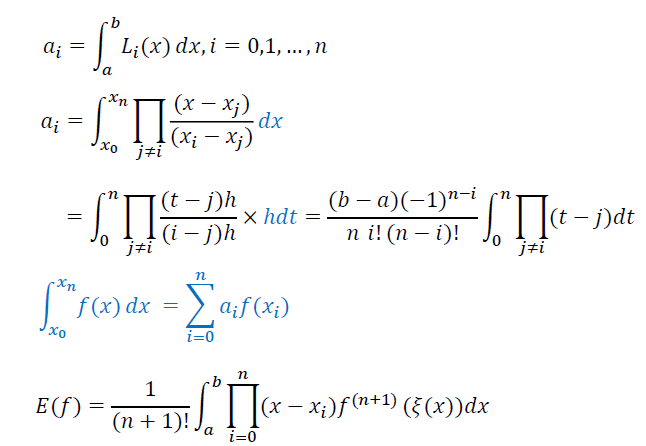 a_i = ∫_a^b L_i(x) dx, i = 0,1, …, n
a_i = ∫_{x_0}^{x_n} ∏_{j≠i} (x − x_j)/(x_i − x_j) dx
= ∫_0^n ∏_{j≠i} (t − j)h/(i − j)h × hdt = (b − a)(−1)^{n−i}/(n i! (n − i)!) ∫_0^n ∏_{j≠i} (t − j)dt
∫_{x_0}^{x_n} f(x) dx = ∑_{i=0}^n a_i f(x_i)
E(f) = 1/(n + 1)! ∫_a^b ∏_{i=0}^n (x − x_i)f^{(n+1)} (ξ(x))dx